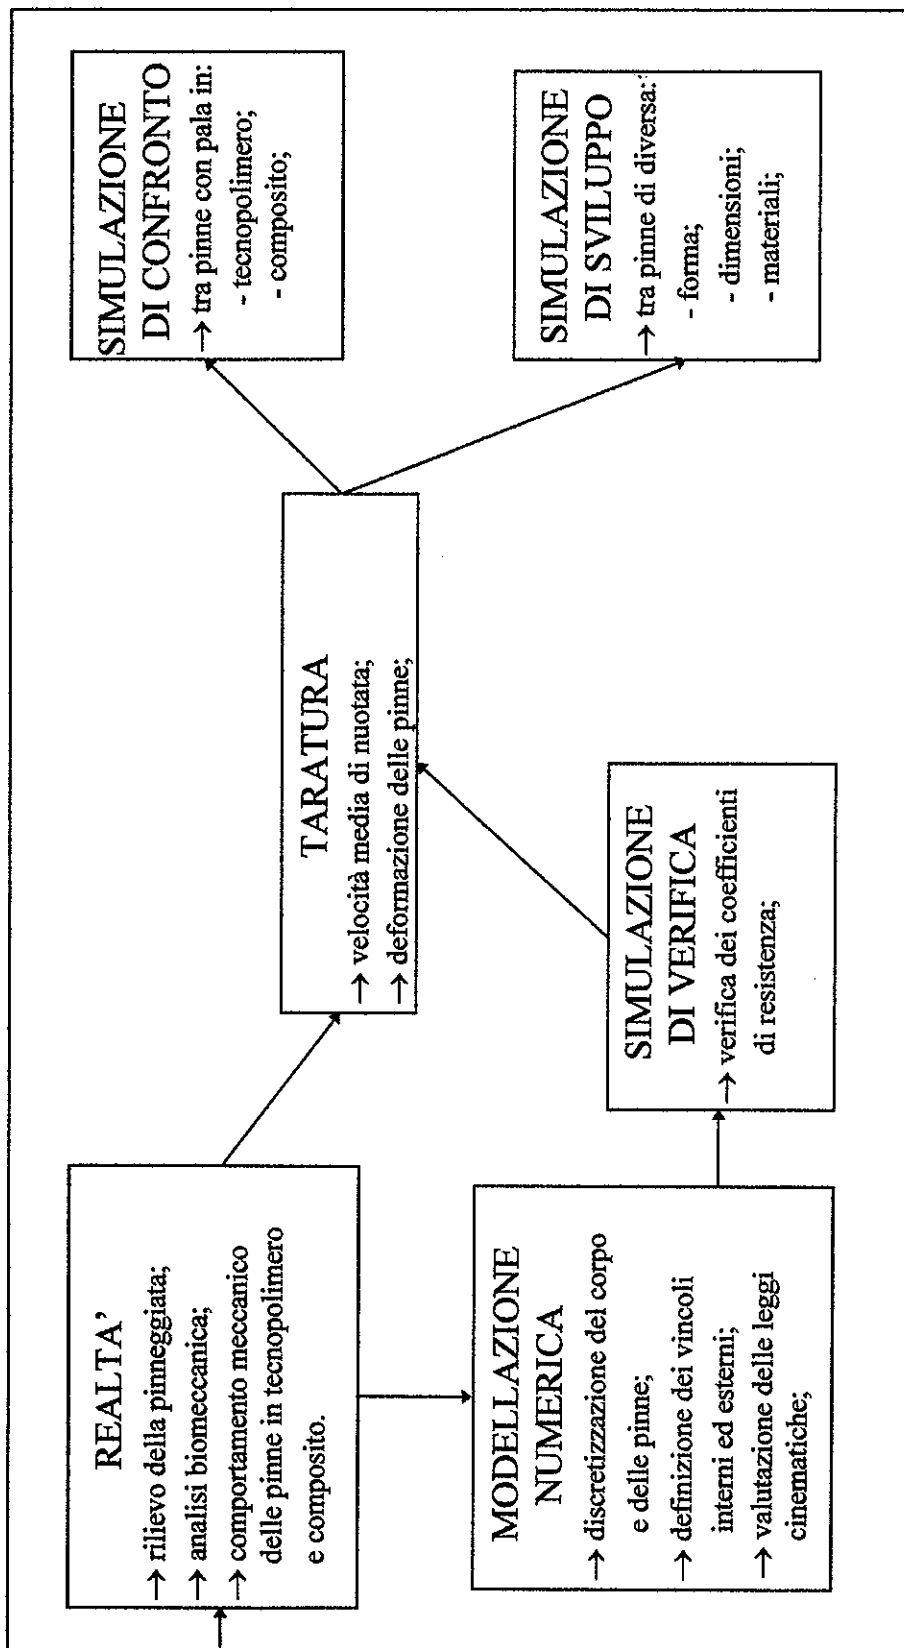 REALTA'
→ rilievo della pinneggiata;
→ analisi biomeccanica;
→ comportamento meccanico
delle pinne in tecnopolimero
e composito.
MODELLAZIONE
NUMERICA
→ discretizzazione del corpo
e delle pinne;
→ definizione dei vincoli
interni ed esterni;
→ valutazione delle leggi
cinematiche;
TARATURA
→ velocità media di nuotata;
→ deformazione delle pinne;
SIMULAZIONE
DI VERIFICA
→ verifica dei coefficienti
di resistenza;
SIMULAZIONE
DI CONFRONTO
→ tra pinne con pala in:
- tecnopolimero;
- composito;
SIMULAZIONE
DI SVILUPPO
→ tra pinne di diversa:
- forma;
- dimensioni;
- materiali;